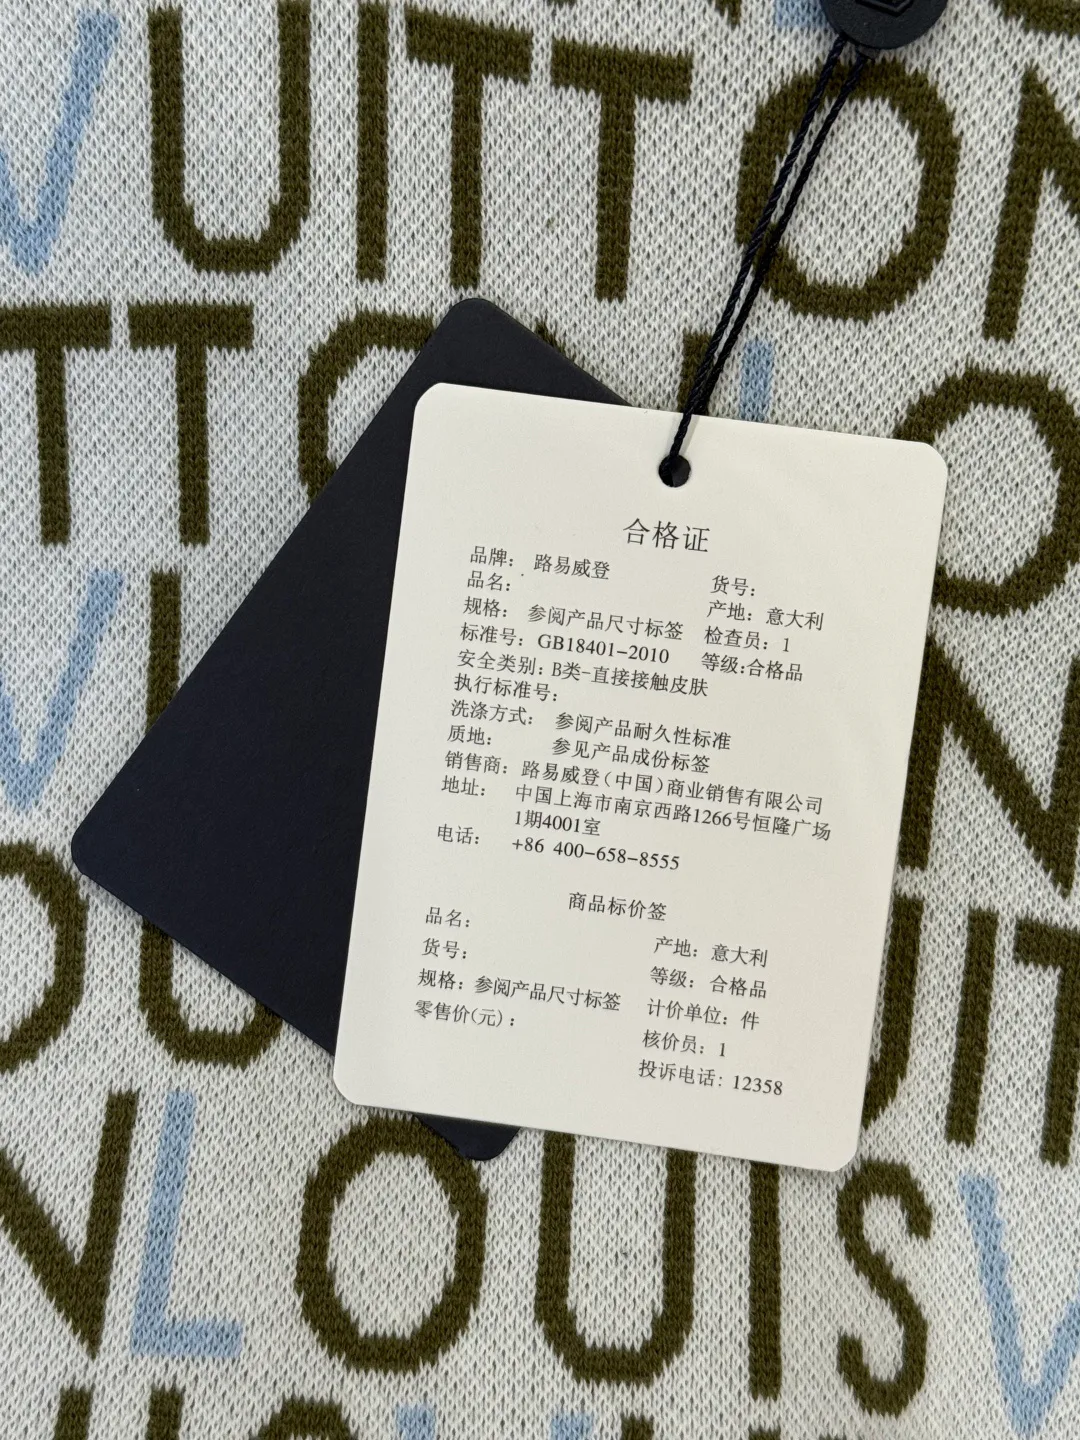 VUITTON
TTO L O
V I
合格证
品牌： 路易威登
货号：
品名：
产地：意大利
规格： 参阅产品尺寸标签
检查员：1
标准号：GB18401-2010
等级:合格品
安全类别：B类-直接接触皮肤
执行标准号：
洗涤方式： 参阅产品耐久性标准
质地： 参见产品成份标签
销售商：路易威登（中国）商业销售有限公司
地址： 中国上海市南京西路1266号恒隆广场
1期4001室
电话： +86 400-658-8555
商品标价签
品名：
产地：意大利
货号：
等级：合格品
规格：参阅产品尺寸标签
计价单位：件
零售价(元)：
核价员：1
投诉电话：12358
O U UIT
N LOUIS V